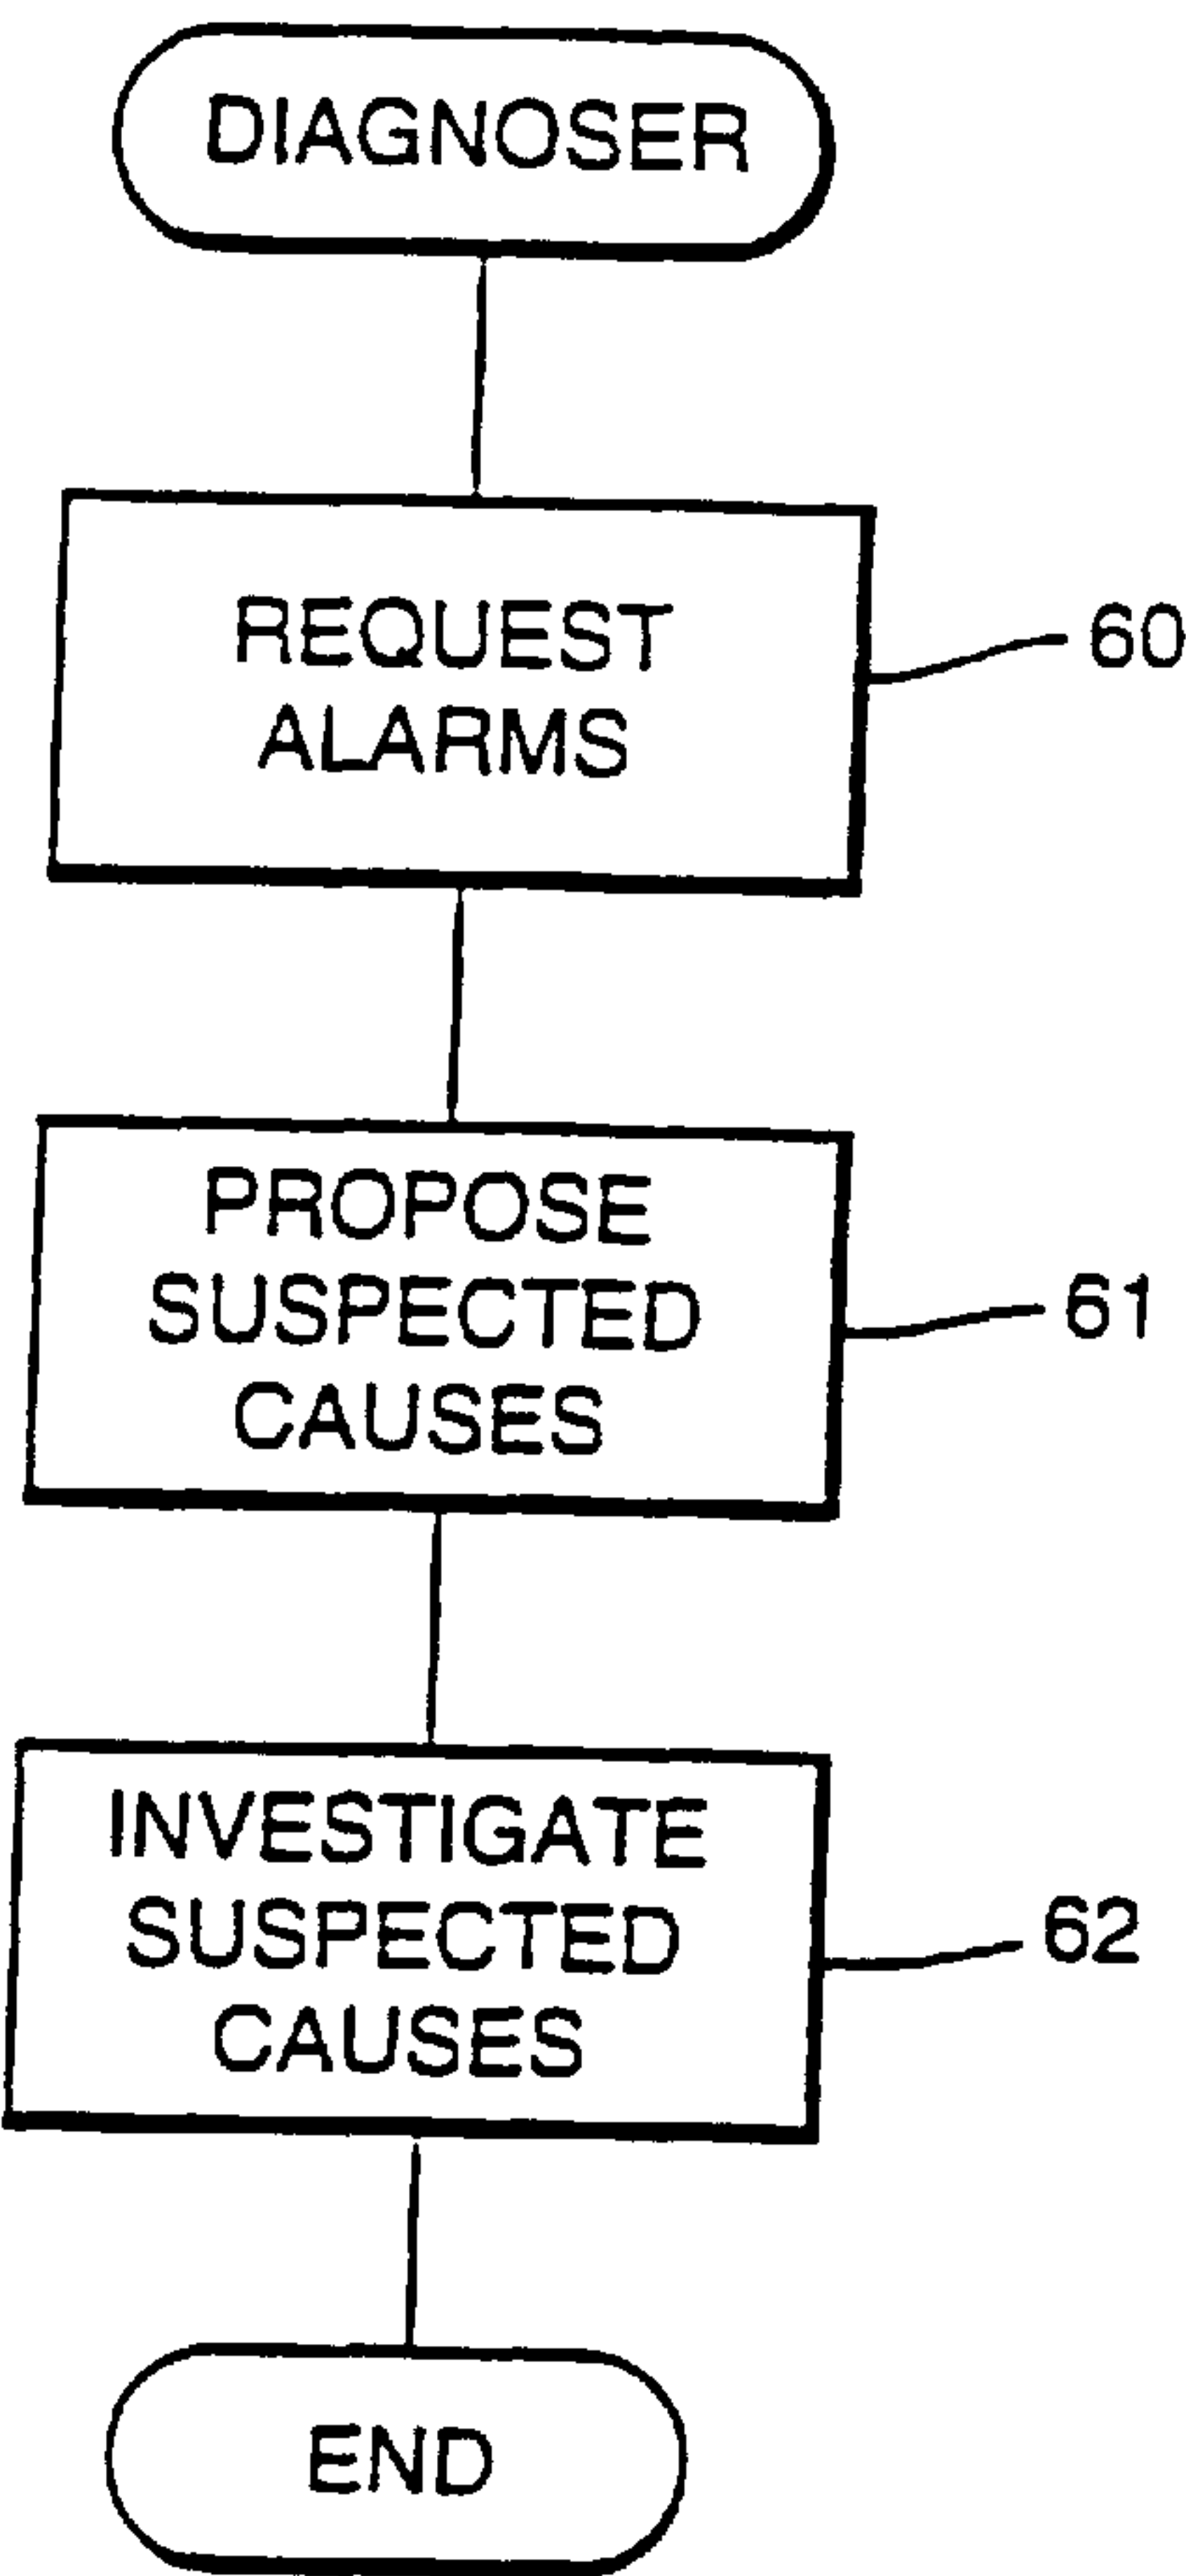 DIAGNOSER
REQUEST
ALARMS
60
PROPOSE
SUSPECTED
CAUSES
61
INVESTIGATE
SUSPECTED
CAUSES
62
END